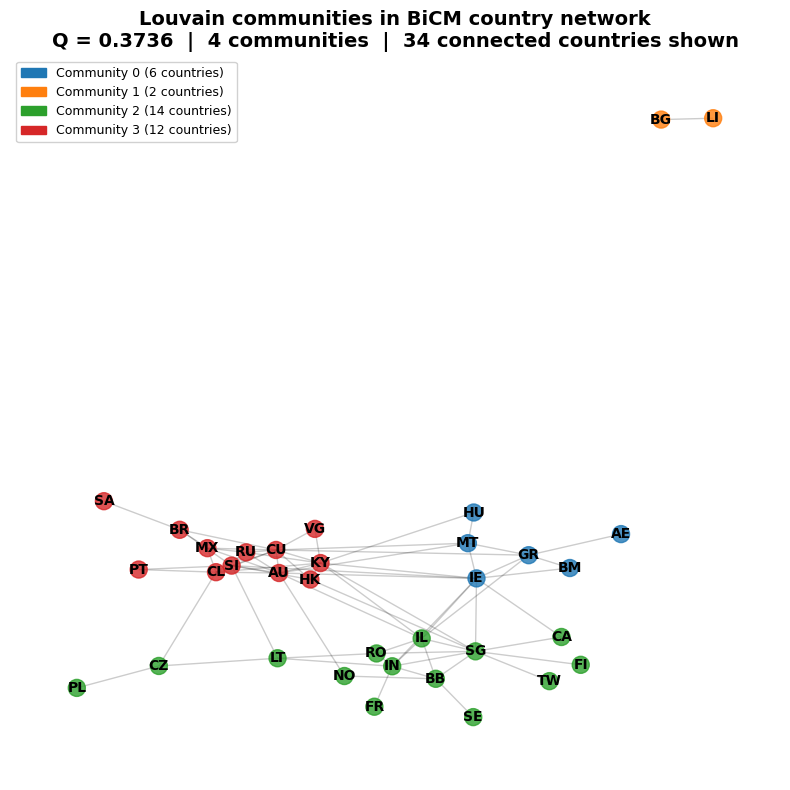 Louvain communities in BiCM country network
Q = 0.3736 | 4 communities | 34 connected countries shown
Community 0 (6 countries)
Community 1 (2 countries)
Community 2 (14 countries)
Community 3 (12 countries)
BG
LI
SA
BR
VG
HU
AE
MX
RU
CU
MT
GR
PT
CL
SI
AU
KY
HK
IE
BM
IL
CA
CZ
LT
RO
IN
SG
FI
PL
NO
BB
TW
FR
SE